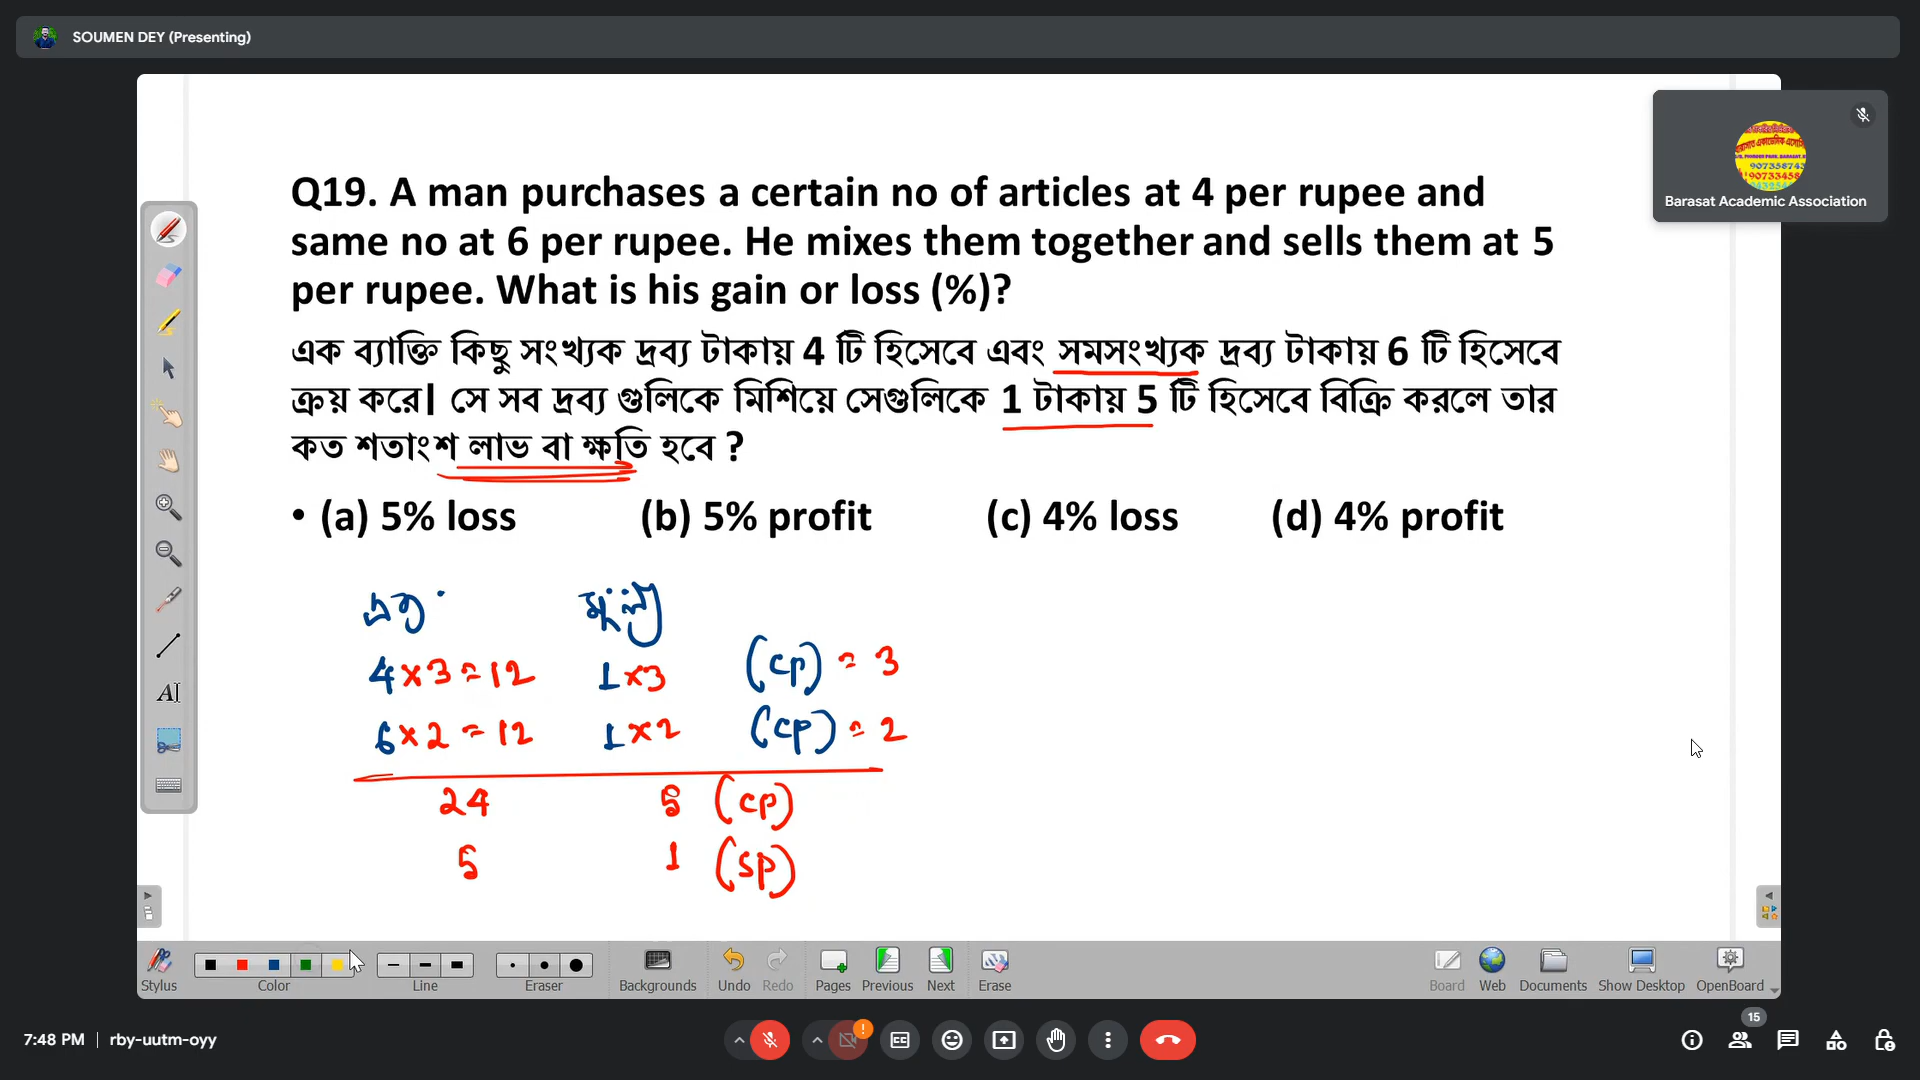 SOUMEN DEY (Presenting)
Barasat Academic Association
Q19. A man purchases a certain no of articles at 4 per rupee and
same no at 6 per rupee. He mixes them together and sells them at 5
per rupee. What is his gain or loss (%)?
এক ব্যাক্তি কিছু সংখ্যক দ্রব্য টাকায় 4 টি হিসেবে এবং সমসংখ্যক দ্রব্য টাকায় 6 টি হিসেবে
ক্রয় করে। সে সব দ্রব্য গুলিকে মিশিয়ে সেগুলিকে 1 টাকায় 5 টি হিসেবে বিক্রি করলে তার
কত শতাংশ লাভ বা ক্ষতি হবে ?
• (a) 5% loss (b) 5% profit (c) 4% loss (d) 4% profit
দ্রব্য মূল্য
4 x 3 = 12 1 x 3 (CP) = 3
6 x 2 = 12 1 x 2 (CP) = 2
24 5 (CP)
5 1 (SP)
Stylus Color Line Eraser Backgrounds Undo Redo Pages Previous Next Erase Board Web Documents Show Desktop OpenBoard
7:48 PM | rby-uutm-oyy
15